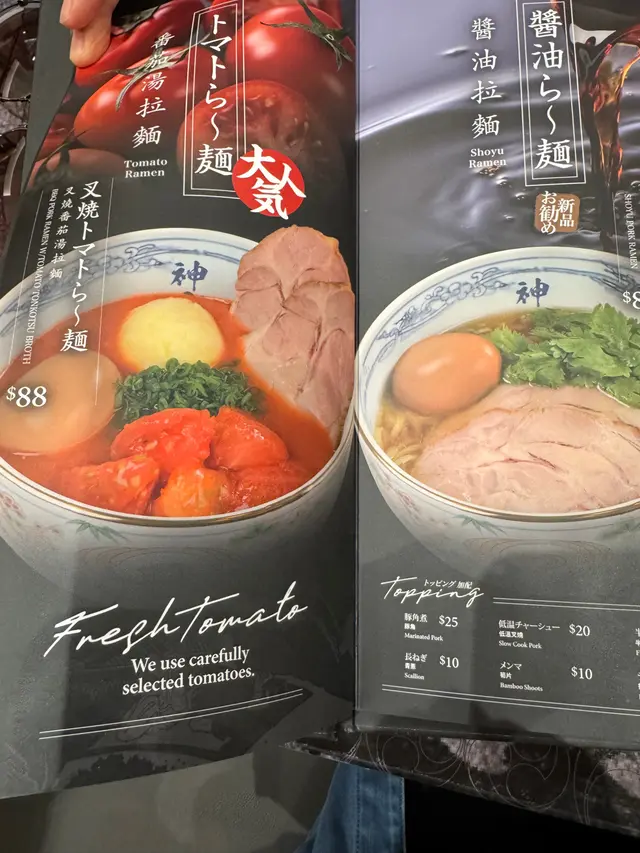 トマトら～麺
番茄湯拉麵
Tomato
Ramen
大人気
叉焼トマトら～麺
叉燒番茄湯拉麵
BBQ PORK RAMEN W/TOMATO TONKOTSU BROTH
$88
神
Fresh Tomato
We use carefully
selected tomatoes.
醬油ら～麺
醬油拉麵
Shoyu
Ramen
新品
お勧め
SHOYU PORK RAMEN
神
トッピング 加配
Topping
豚角煮 $25
豚角
Marinated Pork
長ねぎ $10
青蔥
Scallion
低温チャーシュー $20
低溫叉燒
Slow Cook Pork
メンマ $10
筍片
Bamboo Shoots